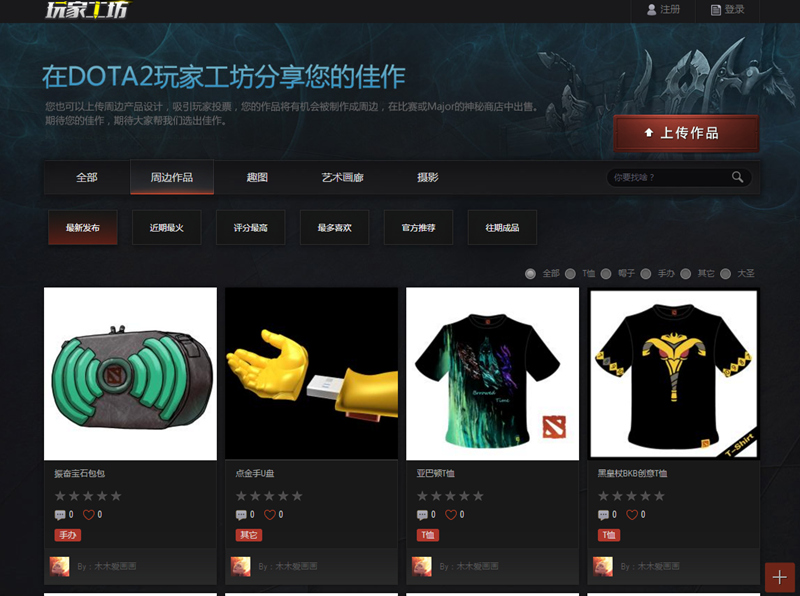 玩家工坊
注册
登录
在DOTA2玩家工坊分享您的佳作
您也可以上传周边产品设计，吸引玩家投票，您的作品将有机会被制作成周边，在比赛或Major的神秘商店中出售。
期待您的佳作，期待大家帮我们选出佳作。
上传作品
全部
周边作品
趣图
艺术画廊
摄影
你要找啥？
最新发布
近期最火
评分最高
最多喜欢
官方推荐
往期成品
全部
T恤
帽子
手办
其它
大圣
Borrowed
Time
T-Shirt
振奋宝石包包
点金手U盘
亚巴顿T恤
黑皇杖BKB创意T恤
0 0
0 0
0 0
0 0
手办
其它
T恤
T恤
By：木木爱画画
By：木木爱画画
By：木木爱画画
By：木木爱画画